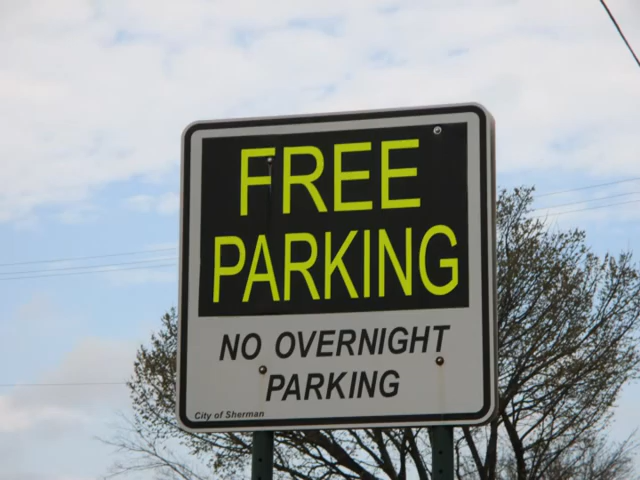 FREE
PARKING
NO OVERNIGHT
PARKING
City of Sherman